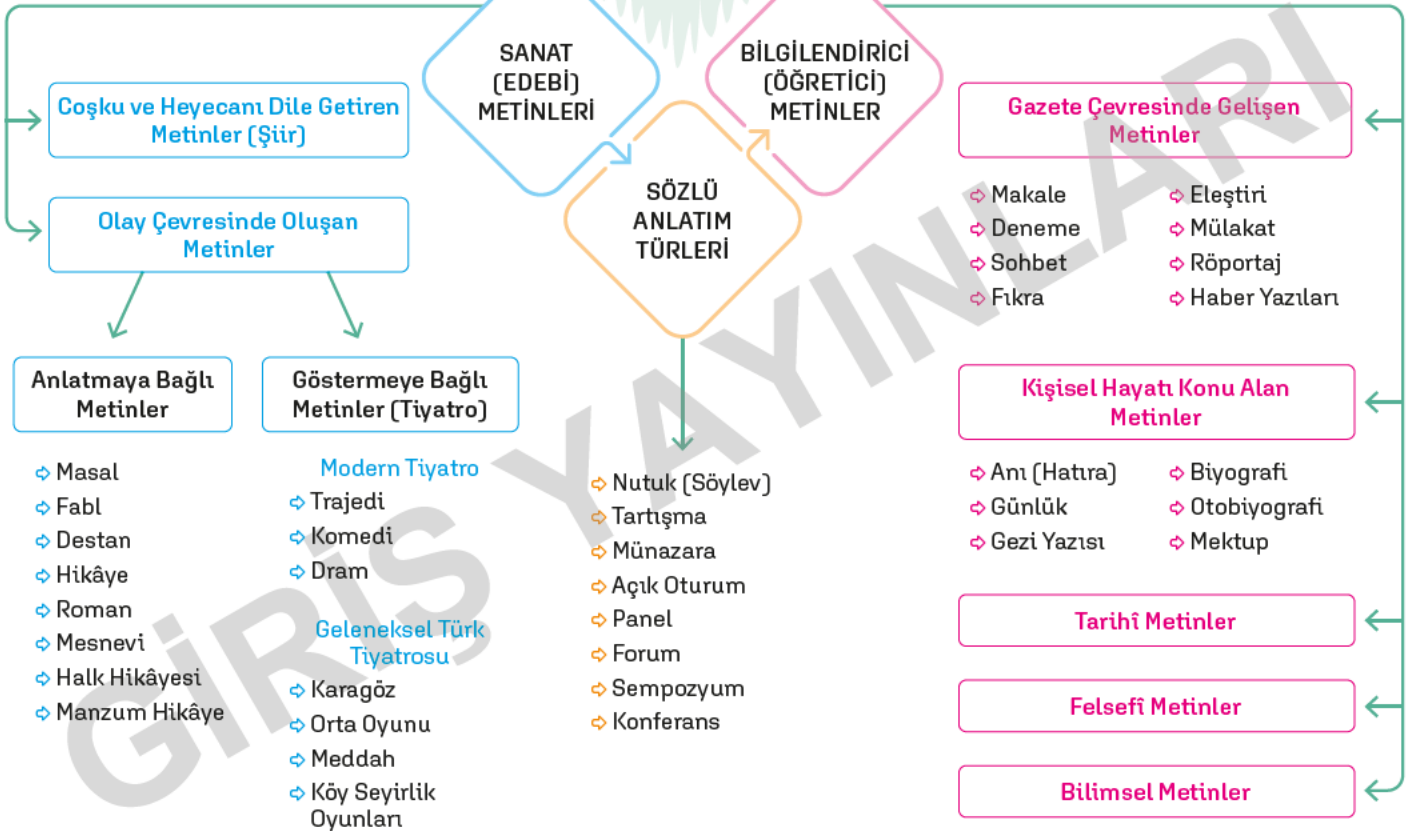 SANAT
(EDEBİ)
METİNLERİ
BİLGİLENDİRİCİ
(ÖĞRETİCİ)
METİNLER
SÖZLÜ
ANLATIM
TÜRLERİ
Coşku ve Heyecanı Dile Getiren
Metinler (Şiir)
Olay Çevresinde Oluşan
Metinler
Anlatmaya Bağlı
Metinler
Masal
Fabl
Destan
Hikâye
Roman
Mesnevi
Halk Hikâyesi
Manzum Hikâye
Göstermeye Bağlı
Metinler (Tiyatro)
Modern Tiyatro
Trajedi
Komedi
Dram
Geleneksel Türk
Tiyatrosu
Karagöz
Orta Oyunu
Meddah
Köy Seyirlik
Oyunları
Nutuk (Söylev)
Tartışma
Münazara
Açık Oturum
Panel
Forum
Sempozyum
Konferans
Gazete Çevresinde Gelişen
Metinler
Makale
Deneme
Sohbet
Fıkra
Eleştiri
Mülakat
Röportaj
Haber Yazıları
Kişisel Hayatı Konu Alan
Metinler
Anı (Hatıra)
Günlük
Gezi Yazısı
Biyografi
Otobiyografi
Mektup
Tarihî Metinler
Felsefî Metinler
Bilimsel Metinler
GİRİŞ YAYINLARI